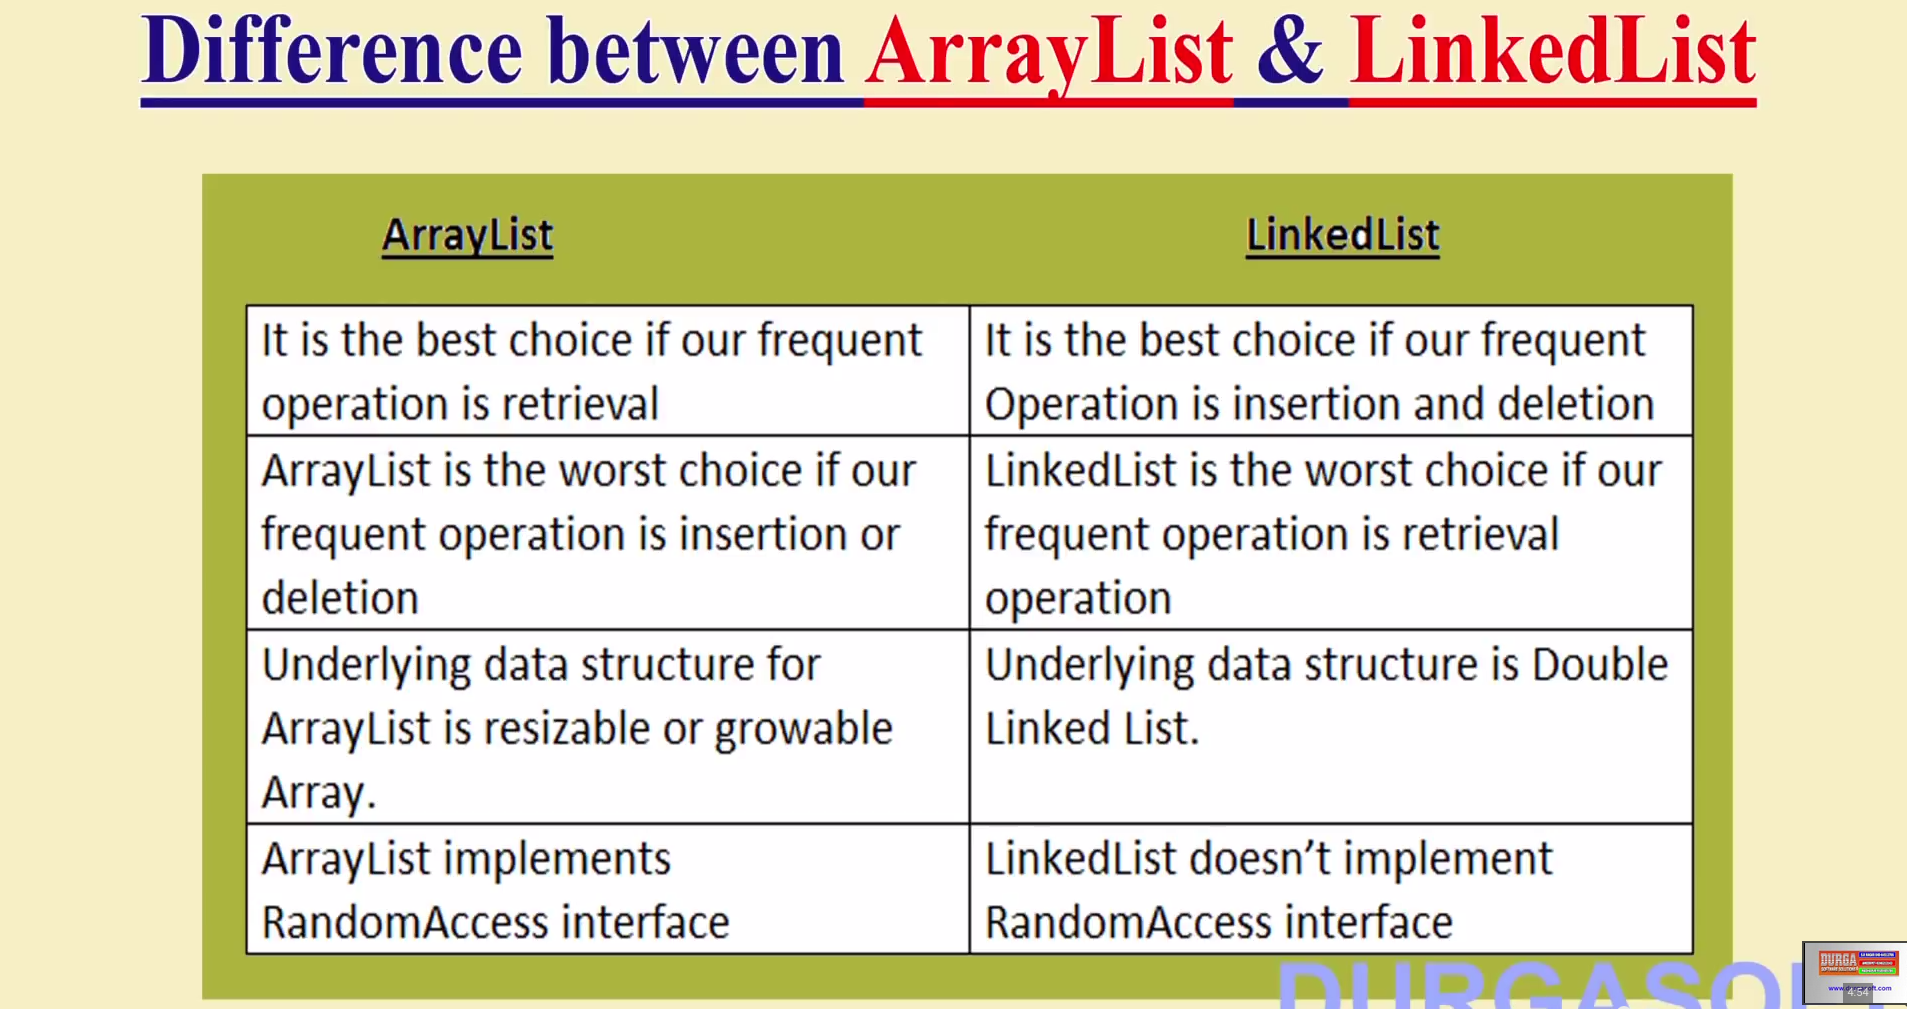 Difference between ArrayList & LinkedList
ArrayList
LinkedList
It is the best choice if our frequent
operation is retrieval
It is the best choice if our frequent
Operation is insertion and deletion
ArrayList is the worst choice if our
frequent operation is insertion or
deletion
LinkedList is the worst choice if our
frequent operation is retrieval
operation
Underlying data structure for
ArrayList is resizable or growable
Array.
Underlying data structure is Double
Linked List.
ArrayList implements
RandomAccess interface
LinkedList doesn’t implement
RandomAccess interface
DURGA
4:54